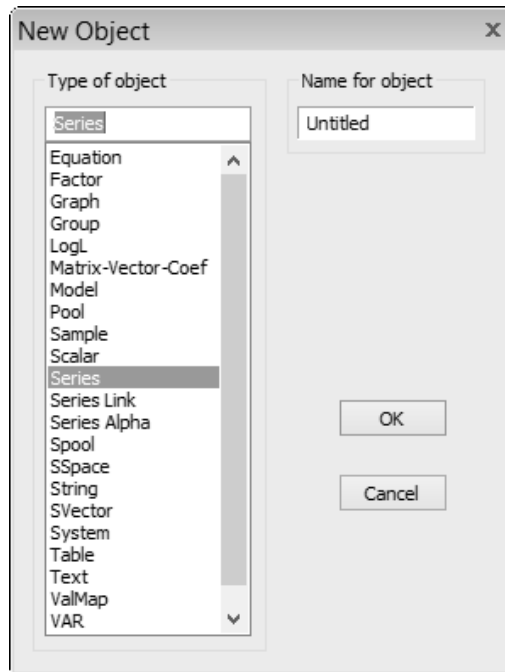 New Object
x
Type of object
Series
Equation
Factor
Graph
Group
LogL
Matrix-Vector-Coef
Model
Pool
Sample
Scalar
Series
Series Link
Series Alpha
Spool
SSpace
String
SVector
System
Table
Text
ValMap
VAR
Name for object
Untitled
OK
Cancel